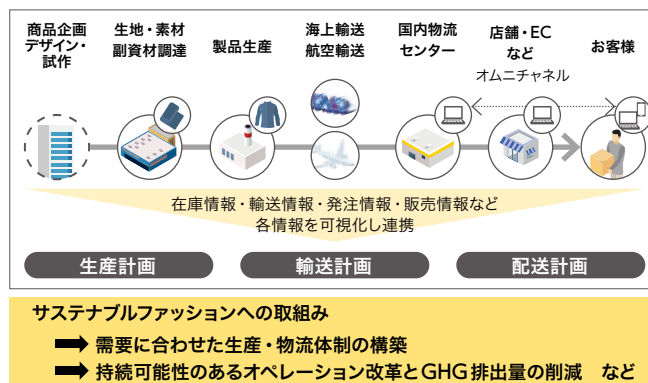 商品企画
デザイン・
試作
生地・素材
副資材調達
製品生産
海上輸送
航空輸送
国内物流
センター
店舗・EC
など
オムニチャネル
お客様
在庫情報・輸送情報・発注情報・販売情報など
各情報を可視化し連携
生産計画
輸送計画
配送計画
サステナブルファッションへの取組み
➡ 需要に合わせた生産・物流体制の構築
➡ 持続可能性のあるオペレーション改革とGHG排出量の削減 など